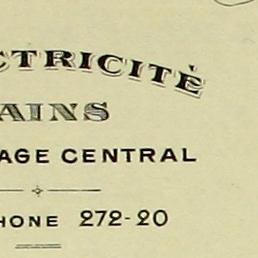 CTRICITÉ
AINS
AGE CENTRAL
HONE 272-20